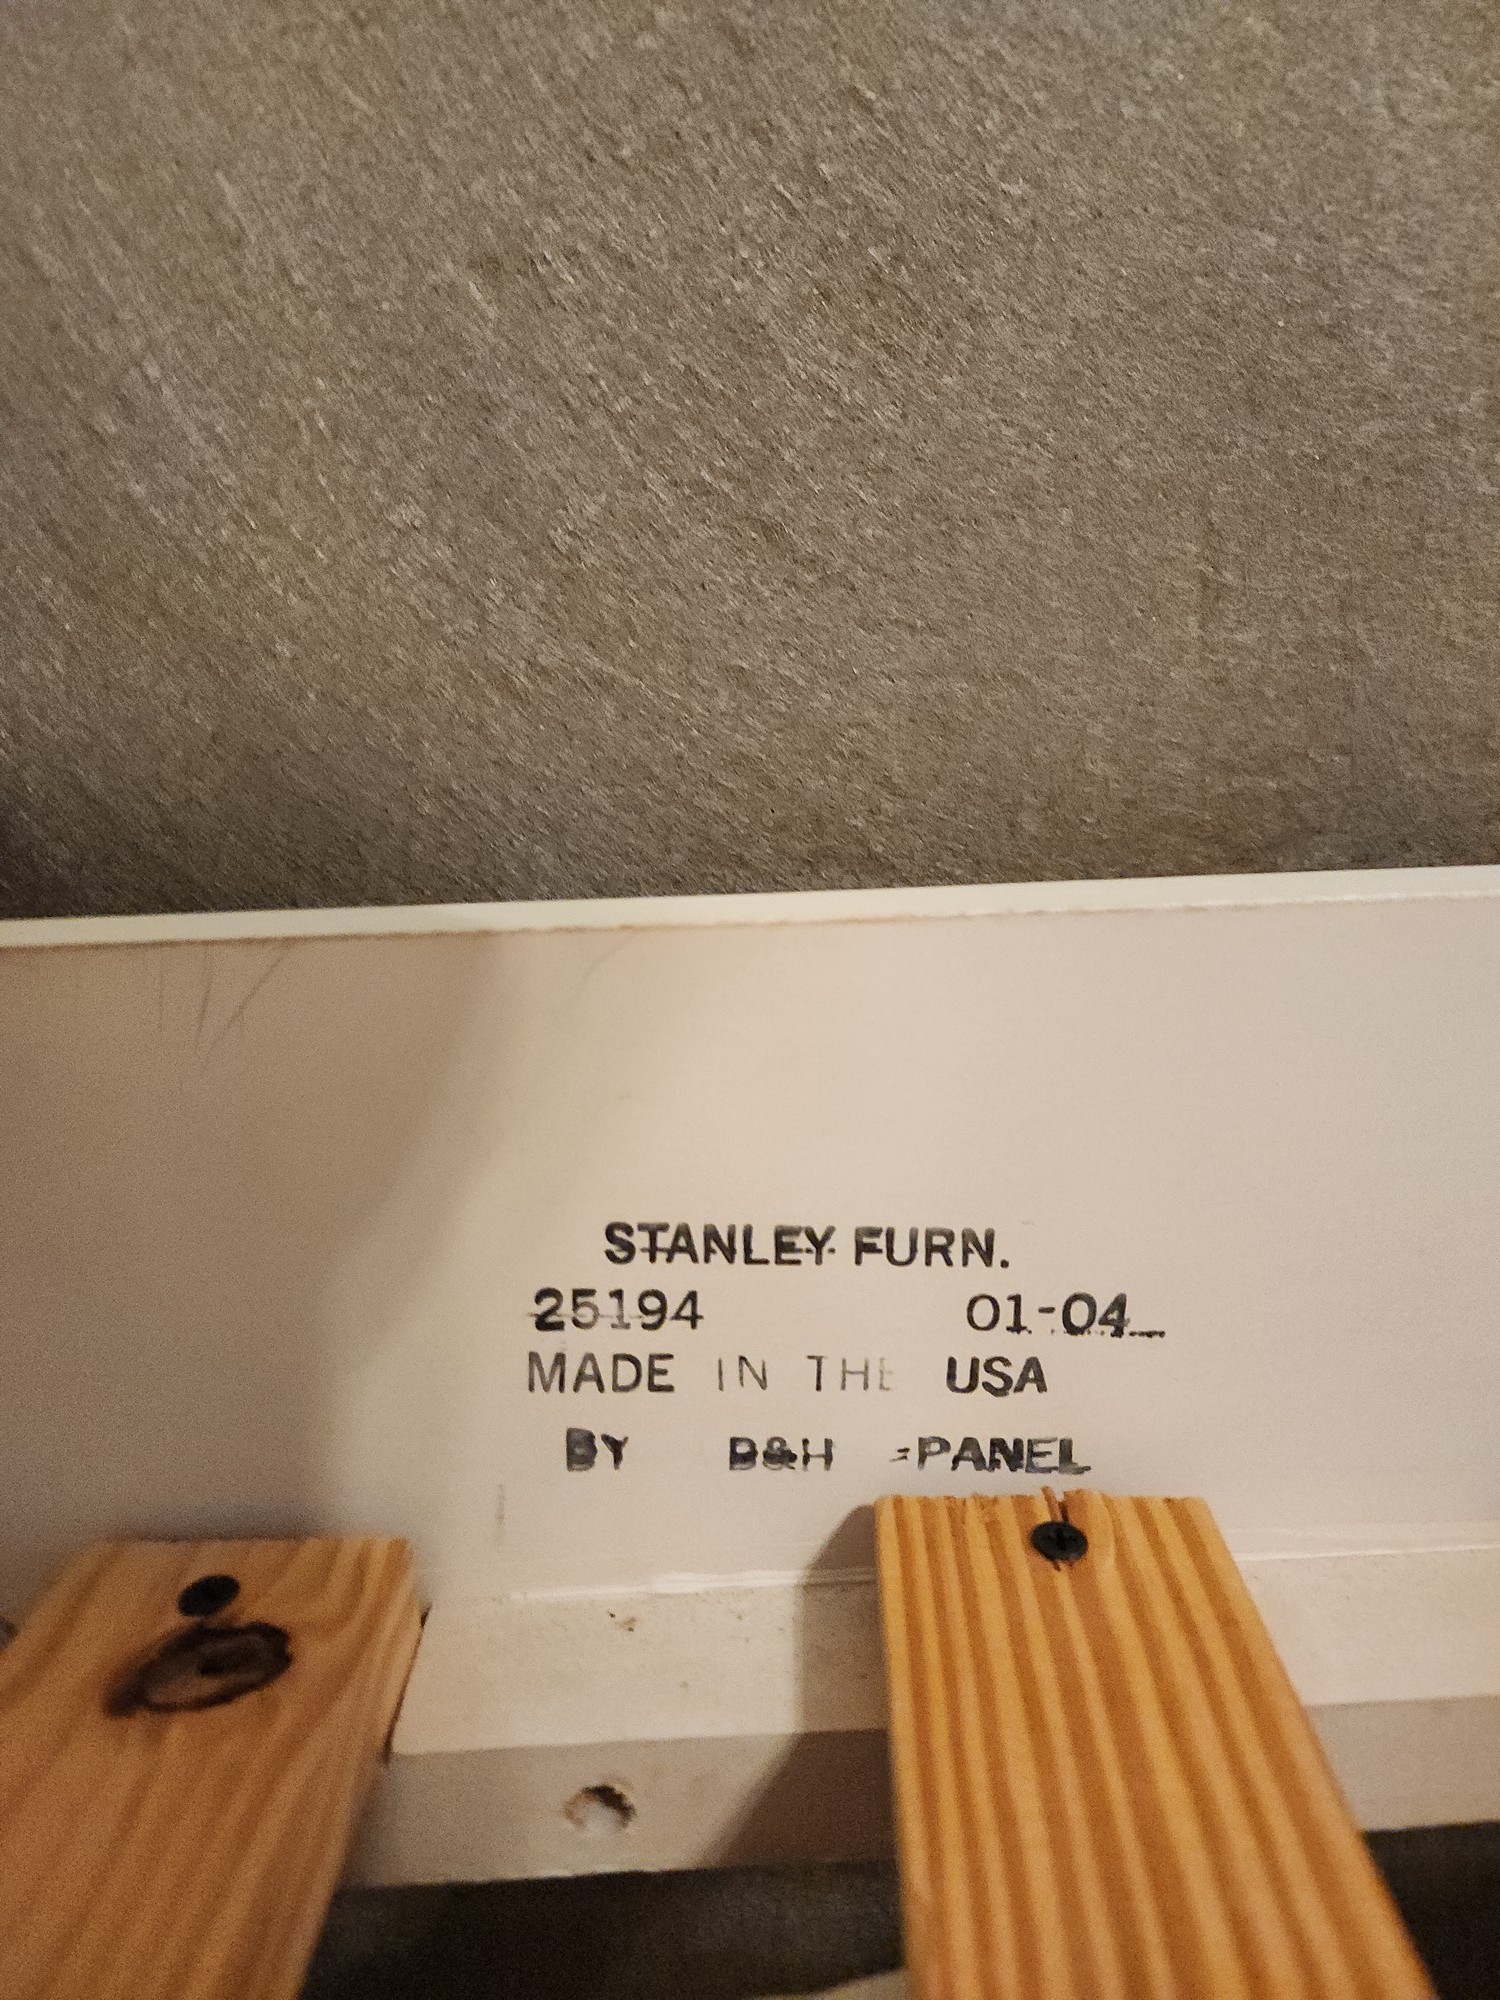 STANLEY FURN.
25194 01-04
MADE IN THE USA
BY B&H PANEL